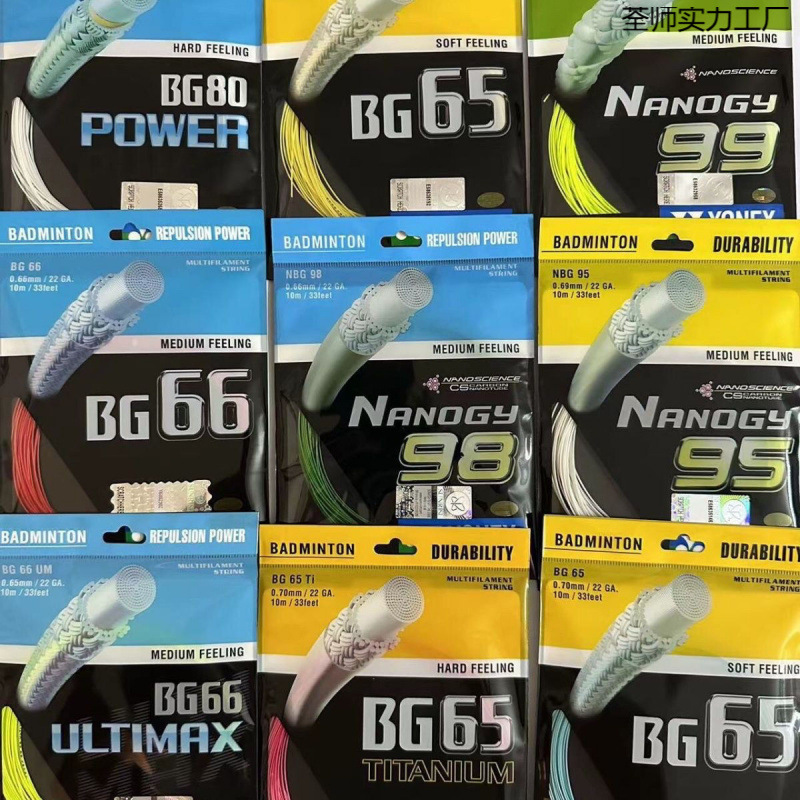 荃师实力工厂
HARD FEELING
BG80
POWER
SOFT FEELING
BG65
MEDIUM FEELING
NANOSCIENCE
NANOGY
99
YONEX
BADMINTON
REPULSION POWER
BG 66
0.66mm / 22 GA.
10m / 33feet
MULTIFILAMENT
STRING
MEDIUM FEELING
BG66
BADMINTON
REPULSION POWER
NBG 98
0.66mm / 22 GA.
10m / 33feet
MULTIFILAMENT
STRING
MEDIUM FEELING
NANOSCIENCE
CS CARBON
NANOTUBE
NANOGY
98
BADMINTON
DURABILITY
NBG 95
0.69mm / 22 GA.
10m / 33feet
MULTIFILAMENT
STRING
MEDIUM FEELING
NANOSCIENCE
CS CARBON
NANOTUBE
NANOGY
95
BADMINTON
REPULSION POWER
BG 66 UM
0.65mm / 22 GA.
10m / 33feet
MULTIFILAMENT
STRING
MEDIUM FEELING
BG66
ULTIMAX
BADMINTON
DURABILITY
BG 65 Ti
0.70mm / 22 GA.
10m / 33feet
MULTIFILAMENT
STRING
HARD FEELING
BG65
TITANIUM
BADMINTON
DURABILITY
BG 65
0.70mm / 22 GA.
10m / 33feet
MULTIFILAMENT
STRING
SOFT FEELING
BG65